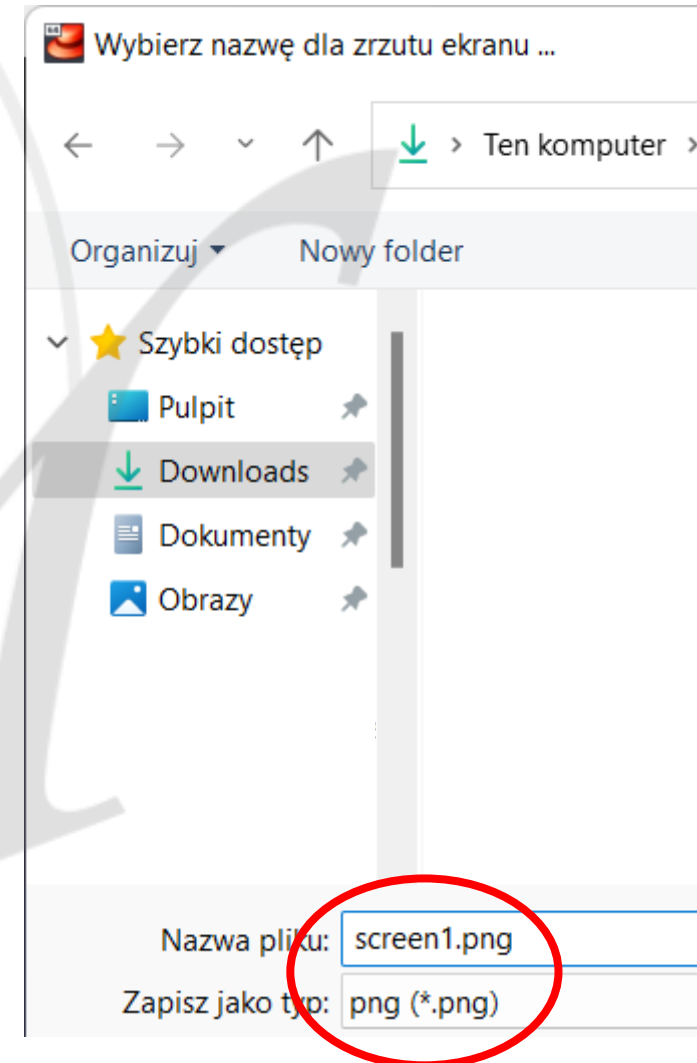 Wybierz nazwę dla zrzutu ekranu ...
Ten komputer
Organizuj Nowy folder
Szybki dostęp
Pulpit
Downloads
Dokumenty
Obrazy
Nazwa pliku: screen1.png
Zapisz jako typ: png (*.png)